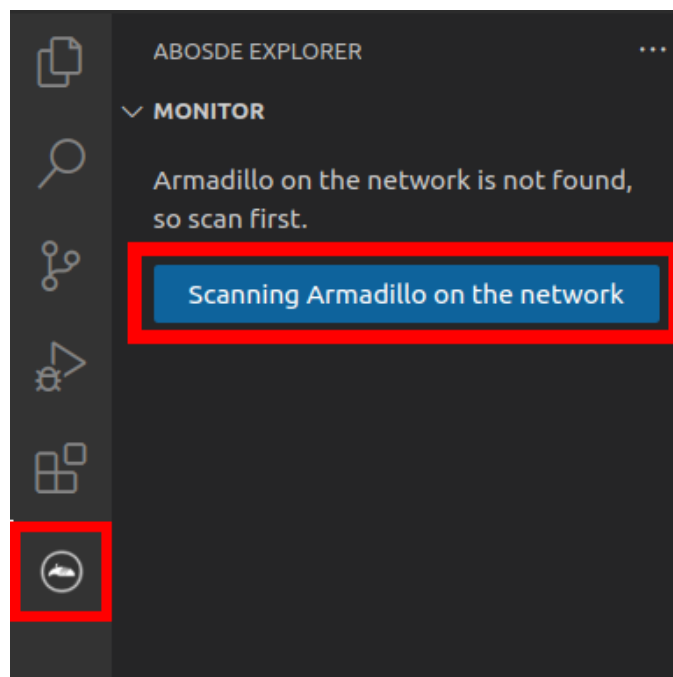 ABOSDE EXPLORER
MONITOR
Armadillo on the network is not found,
so scan first.
Scanning Armadillo on the network